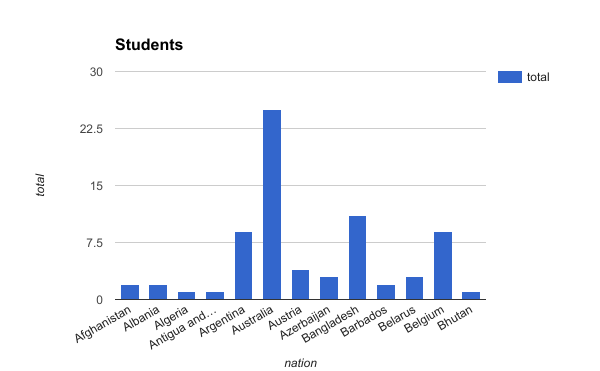 Students
30
22.5
15
7.5
0
total
total
Afghanistan
Albania
Algeria
Antigua and…
Argentina
Australia
Austria
Azerbaijan
Bangladesh
Barbados
Belarus
Belgium
Bhutan
nation